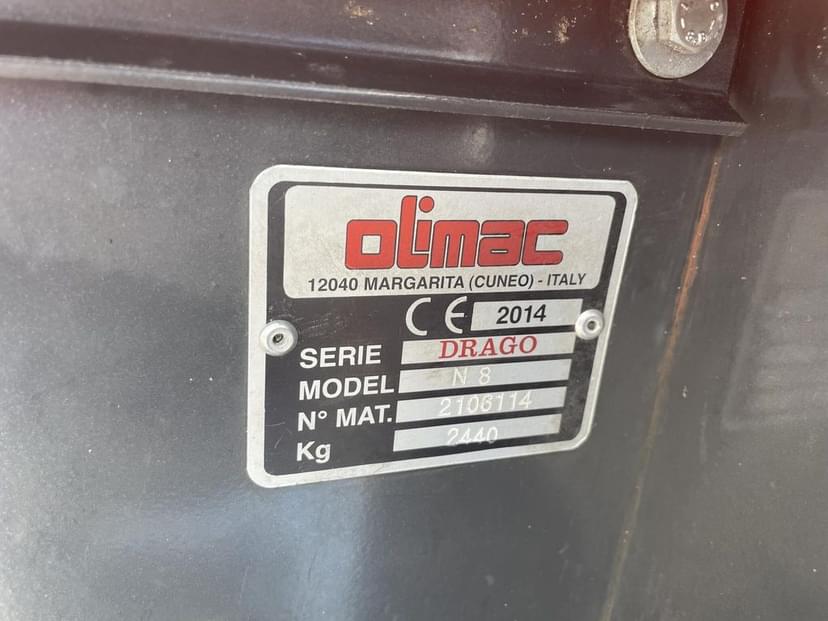 olimac
12040 MARGARITA (CUNEO) - ITALY
CE 2014
SERIE DRAGO
MODEL N 8
N° MAT. 2106114
Kg 2440